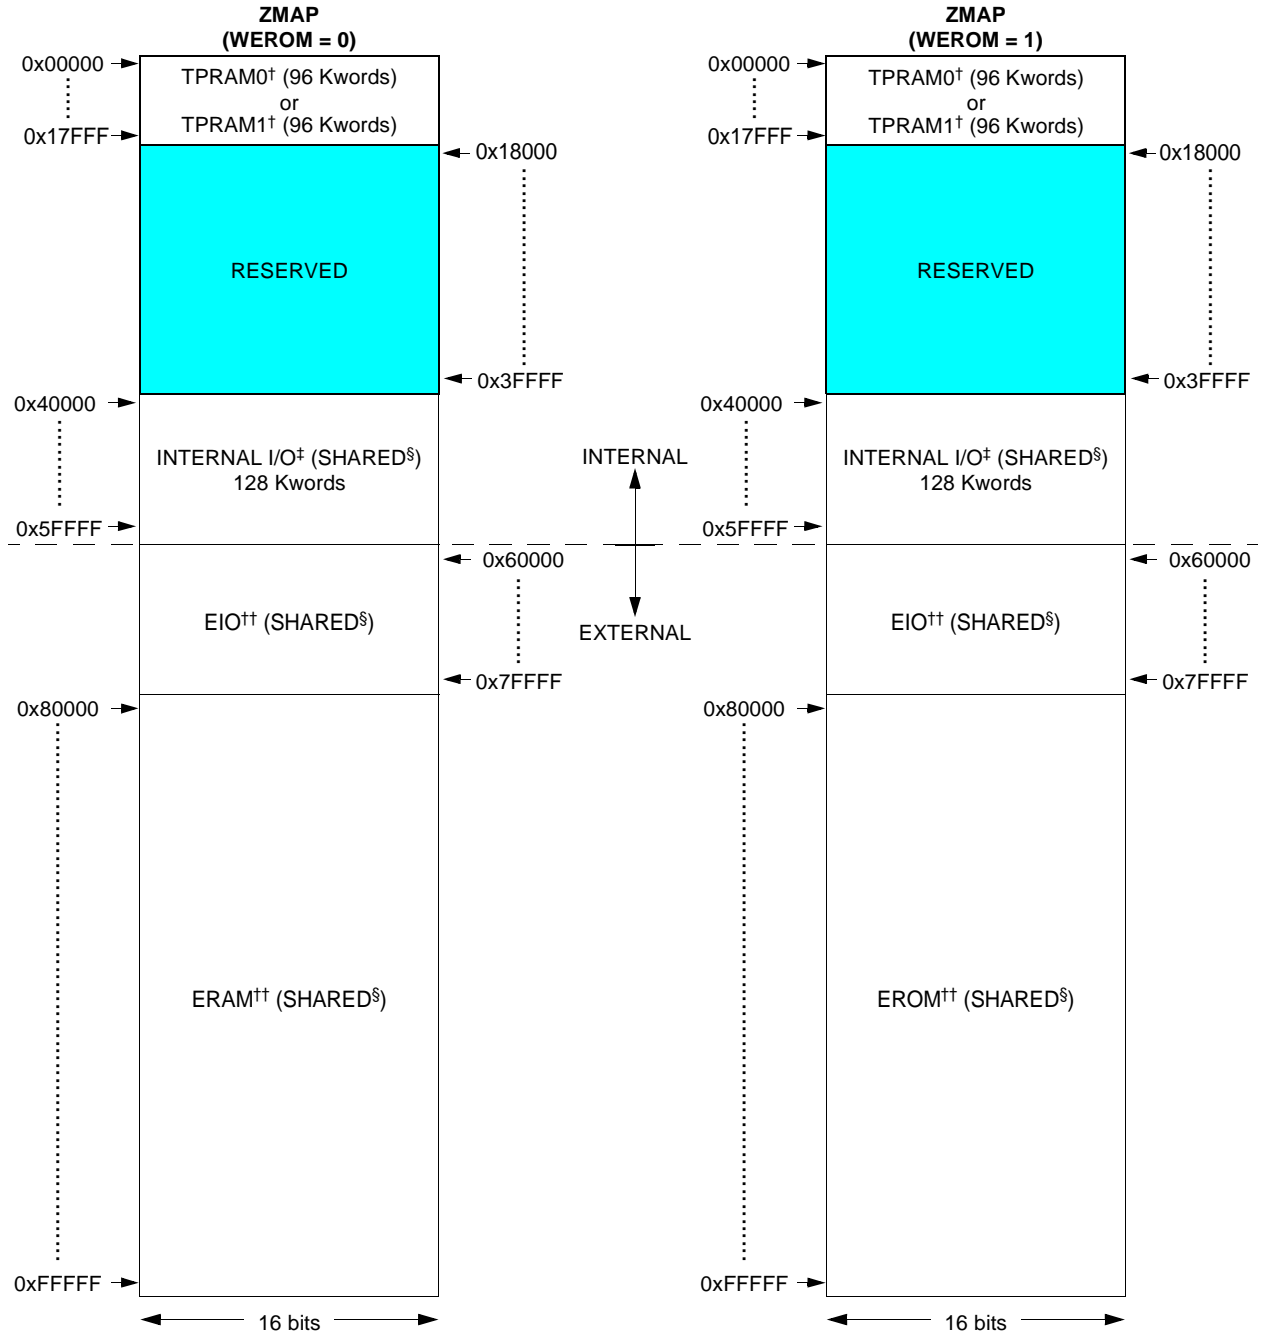 ZMAP
(WEROM = 0)
0x00000
TPRAM0† (96 Kwords)
or
TPRAM1† (96 Kwords)
0x17FFF
0x18000
RESERVED
0x3FFFF
0x40000
INTERNAL I/O‡ (SHARED§)
128 Kwords
0x5FFFF
0x60000
EIO†† (SHARED§)
0x7FFFF
0x80000
ERAM†† (SHARED§)
0xFFFFF
16 bits
INTERNAL
EXTERNAL
ZMAP
(WEROM = 1)
0x00000
TPRAM0† (96 Kwords)
or
TPRAM1† (96 Kwords)
0x17FFF
0x18000
RESERVED
0x3FFFF
0x40000
INTERNAL I/O‡ (SHARED§)
128 Kwords
0x5FFFF
0x60000
EIO†† (SHARED§)
0x7FFFF
0x80000
EROM†† (SHARED§)
0xFFFFF
16 bits